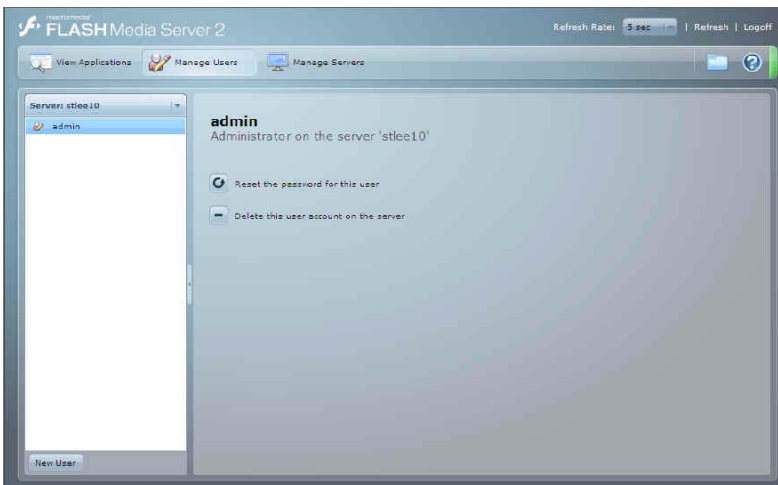 macromedia
FLASH Media Server 2
Refresh Rate: 5 sec | Refresh | Logoff
View Applications Manage Users Manage Servers
?
Server: stlee10
admin
admin
Administrator on the server 'stlee10'
Reset the password for this user
Delete this user account on the server
New User